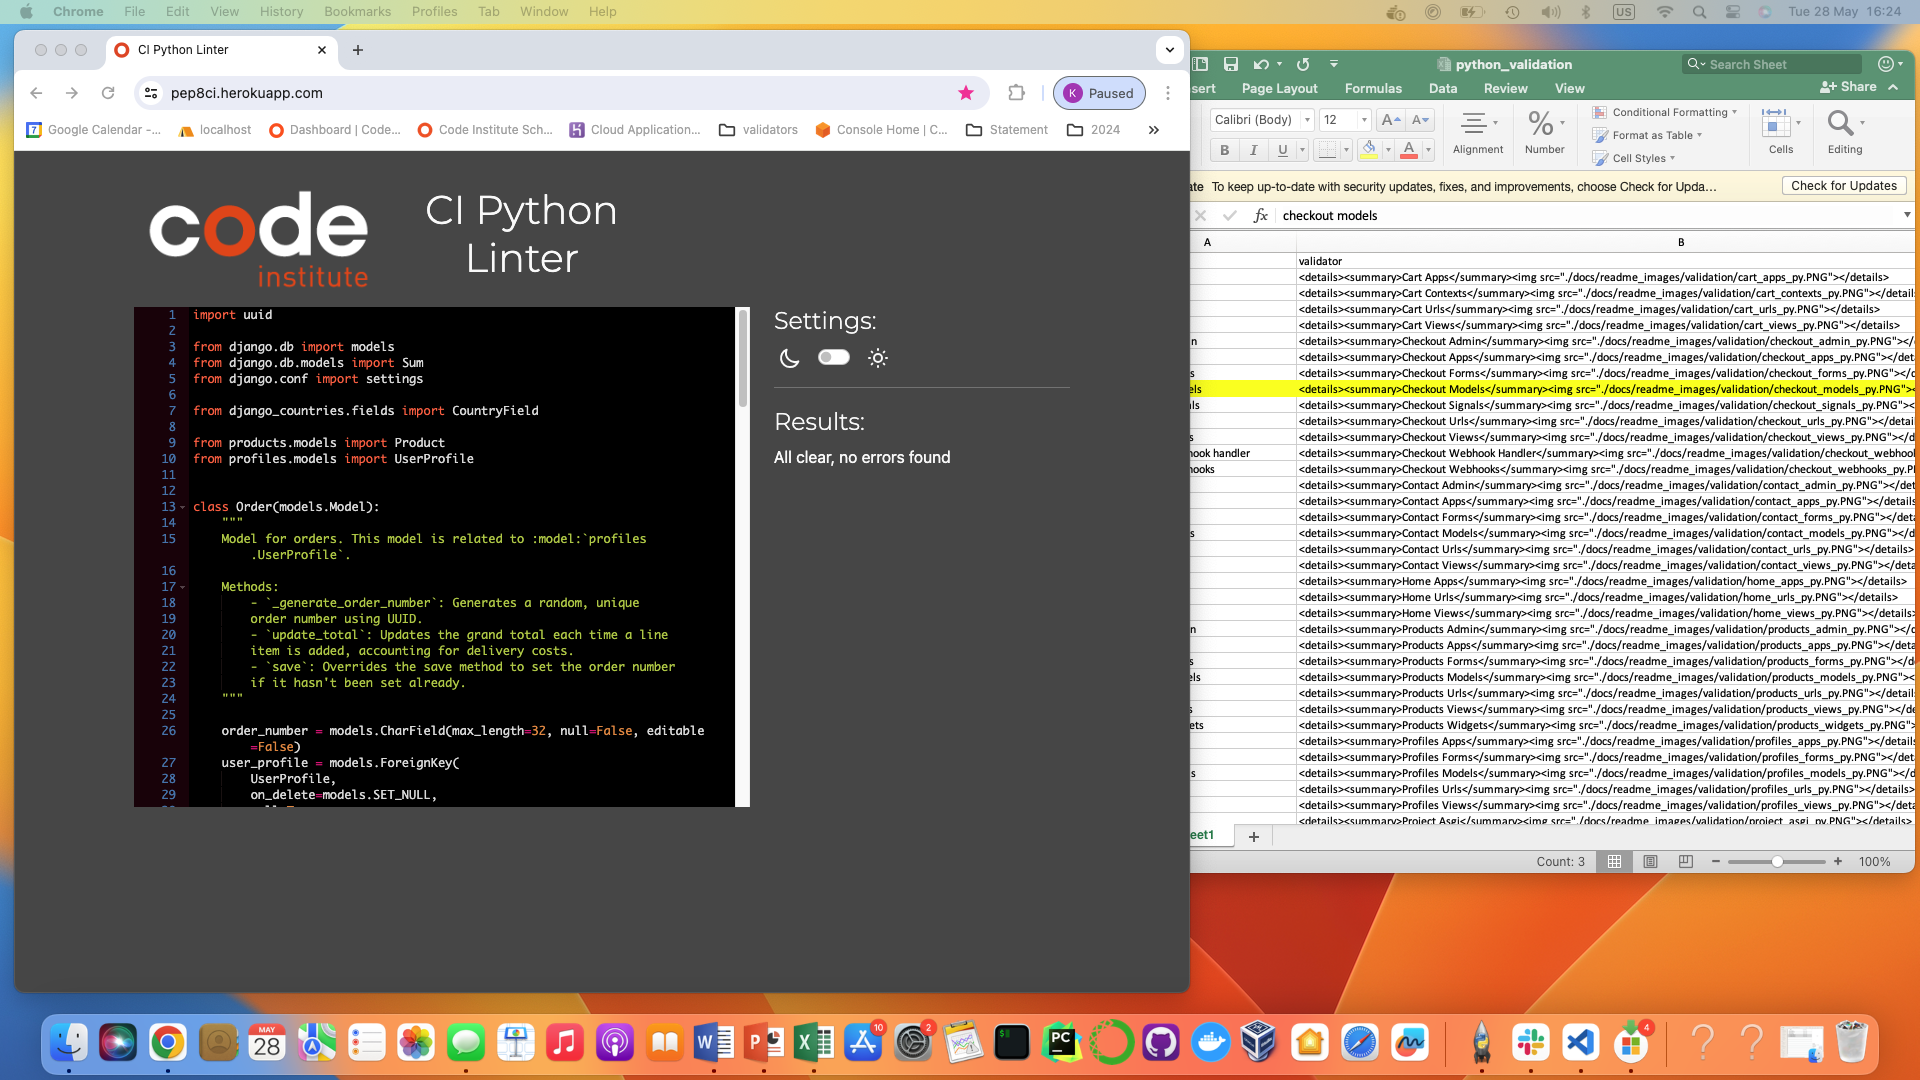 Chrome File Edit View History Bookmarks Profiles Tab Window Help US Tue 28 May 16:24
CI Python Linter
pep8ci.herokuapp.com
K Paused
7 Google Calendar -... localhost Dashboard | Code... Code Institute Sch... Cloud Application... validators Console Home | C... Statement 2024 »
code
institute
CI Python
Linter
1 import uuid
2
3 from django.db import models
4 from django.db.models import Sum
5 from django.conf import settings
6
7 from django_countries.fields import CountryField
8
9 from products.models import Product
10 from profiles.models import UserProfile
11
12
13 class Order(models.Model):
14 """
15 Model for orders. This model is related to :model:`profiles
.UserProfile`.
16
17 Methods:
18 - `_generate_order_number`: Generates a random, unique
19 order number using UUID.
20 - `update_total`: Updates the grand total each time a line
21 item is added, accounting for delivery costs.
22 - `save`: Overrides the save method to set the order number
23 if it hasn't been set already.
24 """
25
26 order_number = models.CharField(max_length=32, null=False, editable
=False)
27 user_profile = models.ForeignKey(
28 UserProfile,
29 on_delete=models.SET_NULL,
Settings:
Results:
All clear, no errors found
python_validation
Search Sheet
sert Page Layout Formulas Data Review View Share
Calibri (Body) 12 A A
B I U A
Alignment
% Number
Conditional Formatting
Format as Table
Cell Styles
Cells
Editing
ate To keep up-to-date with security updates, fixes, and improvements, choose Check for Upda... Check for Updates
fx checkout models
A B
validator
<details><summary>Cart Apps</summary><img src="./docs/readme_images/validation/cart_apps_py.PNG"></details>
<details><summary>Cart Contexts</summary><img src="./docs/readme_images/validation/cart_contexts_py.PNG"></details
<details><summary>Cart Urls</summary><img src="./docs/readme_images/validation/cart_urls_py.PNG"></details>
<details><summary>Cart Views</summary><img src="./docs/readme_images/validation/cart_views_py.PNG"></details>
n <details><summary>Checkout Admin</summary><img src="./docs/readme_images/validation/checkout_admin_py.PNG"></
<details><summary>Checkout Apps</summary><img src="./docs/readme_images/validation/checkout_apps_py.PNG"></deta
s <details><summary>Checkout Forms</summary><img src="./docs/readme_images/validation/checkout_forms_py.PNG"></d
els <details><summary>Checkout Models</summary><img src="./docs/readme_images/validation/checkout_models_py.PNG"><
ls <details><summary>Checkout Signals</summary><img src="./docs/readme_images/validation/checkout_signals_py.PNG"><
<details><summary>Checkout Urls</summary><img src="./docs/readme_images/validation/checkout_urls_py.PNG"></detai
s <details><summary>Checkout Views</summary><img src="./docs/readme_images/validation/checkout_views_py.PNG"></d
ook handler <details><summary>Checkout Webhook Handler</summary><img src="./docs/readme_images/validation/checkout_webhoo
ooks <details><summary>Checkout Webhooks</summary><img src="./docs/readme_images/validation/checkout_webhooks_py.
<details><summary>Contact Admin</summary><img src="./docs/readme_images/validation/contact_admin_py.PNG"></det
<details><summary>Contact Apps</summary><img src="./docs/readme_images/validation/contact_apps_py.PNG"></details
<details><summary>Contact Forms</summary><img src="./docs/readme_images/validation/contact_forms_py.PNG"></deta
s <details><summary>Contact Models</summary><img src="./docs/readme_images/validation/contact_models_py.PNG"></d
<details><summary>Contact Urls</summary><img src="./docs/readme_images/validation/contact_urls_py.PNG"></details>
<details><summary>Contact Views</summary><img src="./docs/readme_images/validation/contact_views_py.PNG"></deta
<details><summary>Home Apps</summary><img src="./docs/readme_images/validation/home_apps_py.PNG"></details>
<details><summary>Home Urls</summary><img src="./docs/readme_images/validation/home_urls_py.PNG"></details>
<details><summary>Home Views</summary><img src="./docs/readme_images/validation/home_views_py.PNG"></details>
n <details><summary>Products Admin</summary><img src="./docs/readme_images/validation/products_admin_py.PNG"></d
<details><summary>Products Apps</summary><img src="./docs/readme_images/validation/products_apps_py.PNG"></deta
s <details><summary>Products Forms</summary><img src="./docs/readme_images/validation/products_forms_py.PNG"></d
els <details><summary>Products Models</summary><img src="./docs/readme_images/validation/products_models_py.PNG"><
<details><summary>Products Urls</summary><img src="./docs/readme_images/validation/products_urls_py.PNG"></detail
s <details><summary>Products Views</summary><img src="./docs/readme_images/validation/products_views_py.PNG"></d
ets <details><summary>Products Widgets</summary><img src="./docs/readme_images/validation/products_widgets_py.PNG">
<details><summary>Profiles Apps</summary><img src="./docs/readme_images/validation/profiles_apps_py.PNG"></details
<details><summary>Profiles Forms</summary><img src="./docs/readme_images/validation/profiles_forms_py.PNG"></deta
s <details><summary>Profiles Models</summary><img src="./docs/readme_images/validation/profiles_models_py.PNG"></d
<details><summary>Profiles Urls</summary><img src="./docs/readme_images/validation/profiles_urls_py.PNG"></details>
<details><summary>Profiles Views</summary><img src="./docs/readme_images/validation/profiles_views_py.PNG"></deta
<details><summary>Project Asgi</summary><img src="./docs/readme_images/validation/project_asgi_py.PNG"></details>
eet1 +
Count: 3 100%
MAY
28
W P X 10 2 $ PC 4